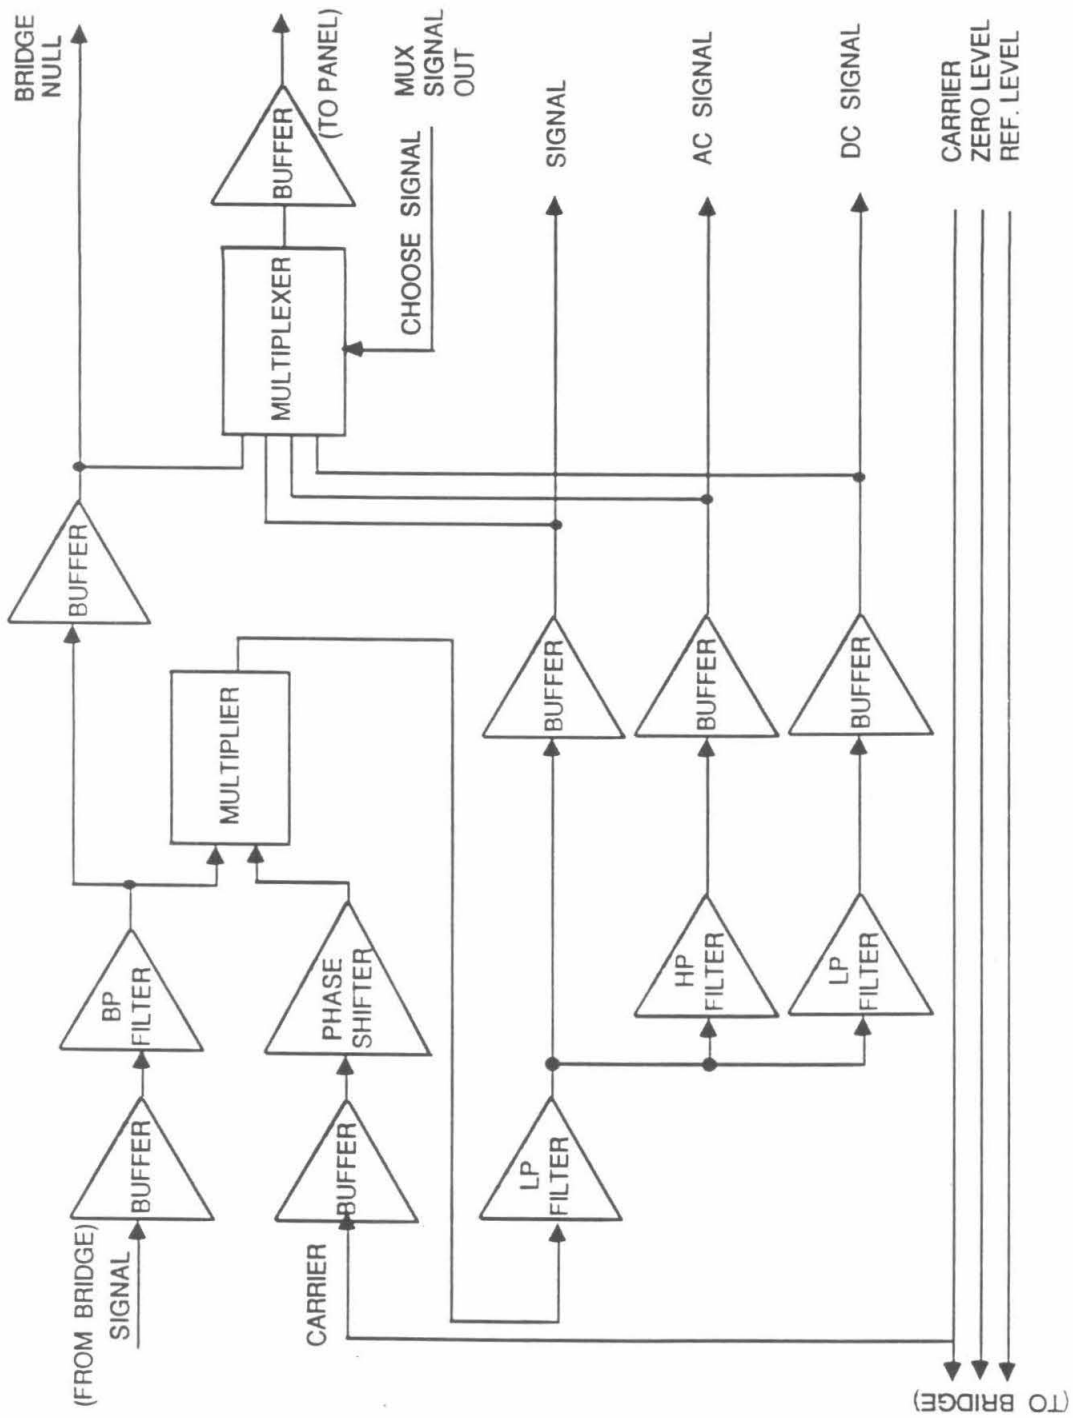 (FROM BRIDGE)
SIGNAL
BUFFER
BP
FILTER
BUFFER
BRIDGE
NULL
CARRIER
BUFFER
PHASE
SHIFTER
MULTIPLIER
MULTIPLEXER
BUFFER
(TO PANEL)
CHOOSE SIGNAL
MUX
SIGNAL
OUT
LP
FILTER
BUFFER
SIGNAL
HP
FILTER
BUFFER
AC SIGNAL
LP
FILTER
BUFFER
DC SIGNAL
(TO BRIDGE)
CARRIER
ZERO LEVEL
REF. LEVEL